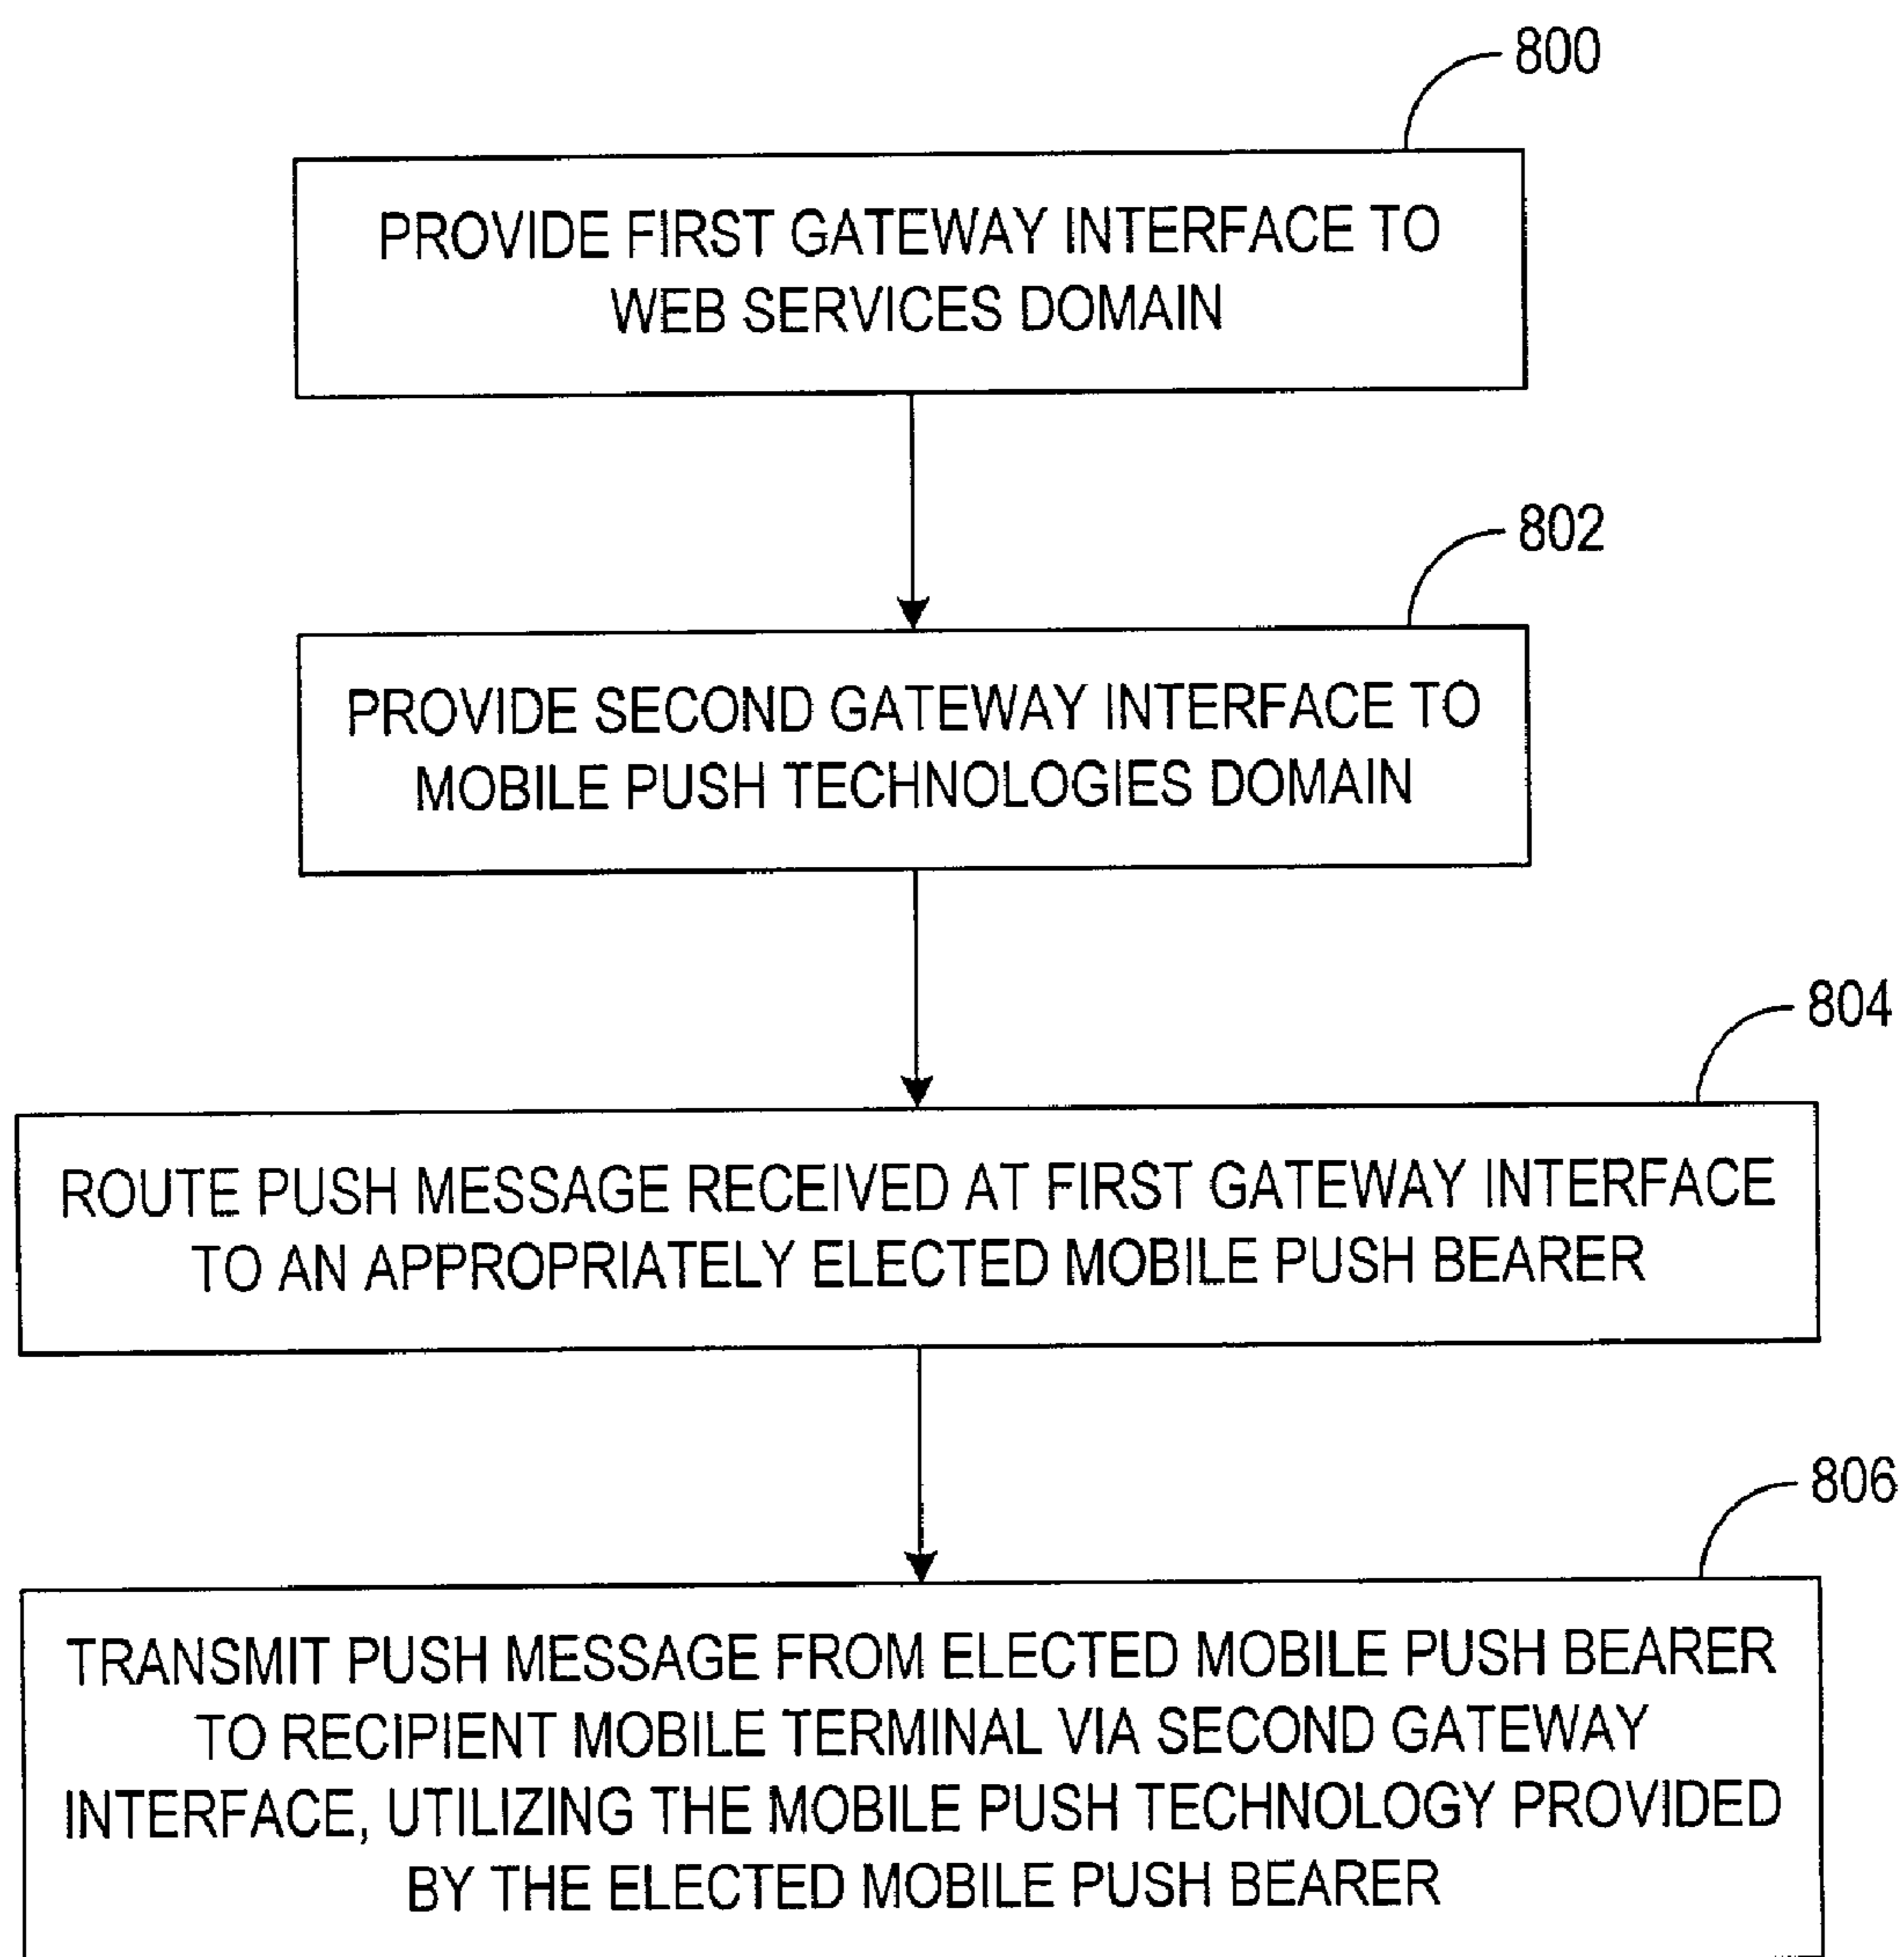 800
PROVIDE FIRST GATEWAY INTERFACE TO
WEB SERVICES DOMAIN
802
PROVIDE SECOND GATEWAY INTERFACE TO
MOBILE PUSH TECHNOLOGIES DOMAIN
804
ROUTE PUSH MESSAGE RECEIVED AT FIRST GATEWAY INTERFACE
TO AN APPROPRIATELY ELECTED MOBILE PUSH BEARER
806
TRANSMIT PUSH MESSAGE FROM ELECTED MOBILE PUSH BEARER
TO RECIPIENT MOBILE TERMINAL VIA SECOND GATEWAY
INTERFACE, UTILIZING THE MOBILE PUSH TECHNOLOGY PROVIDED
BY THE ELECTED MOBILE PUSH BEARER